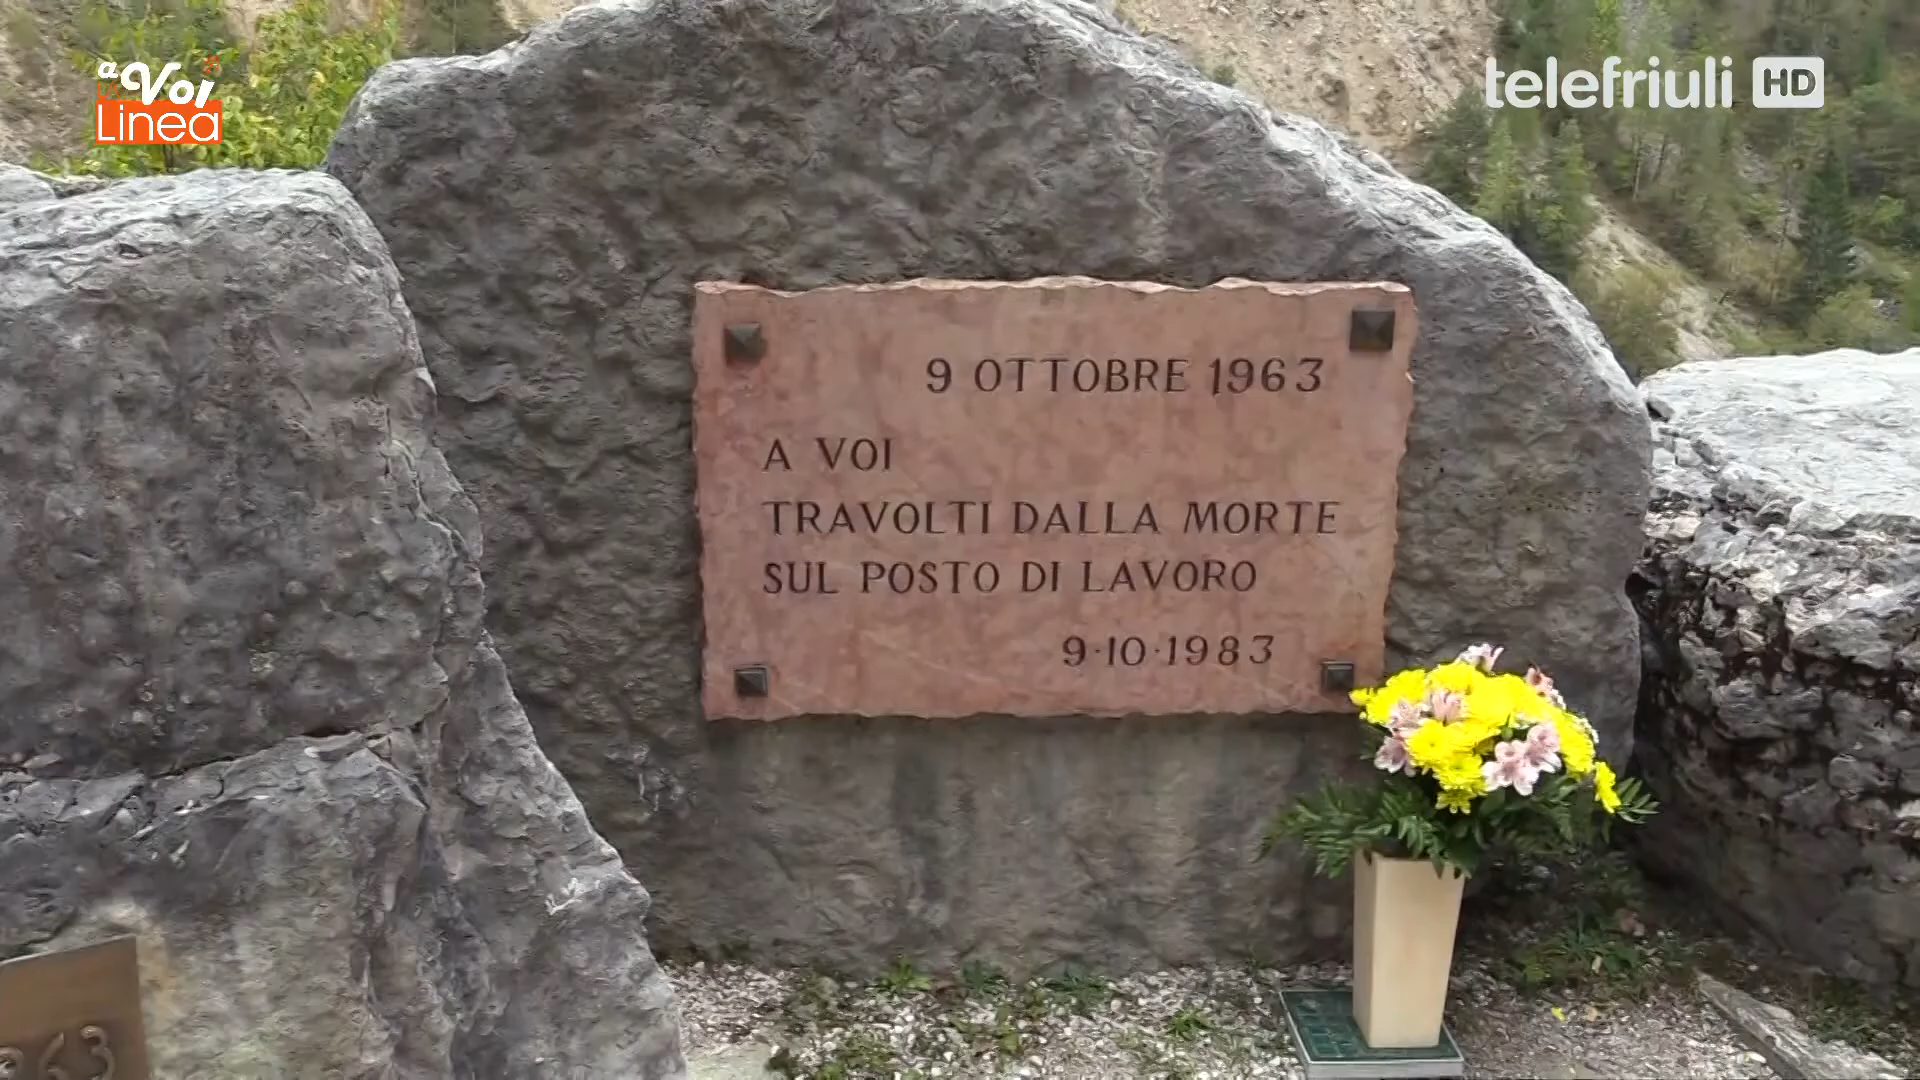 a Voi
Linea
telefriuli HD
9 OTTOBRE 1963
A VOI
TRAVOLTI DALLA MORTE
SUL POSTO DI LAVORO
9·10·1983